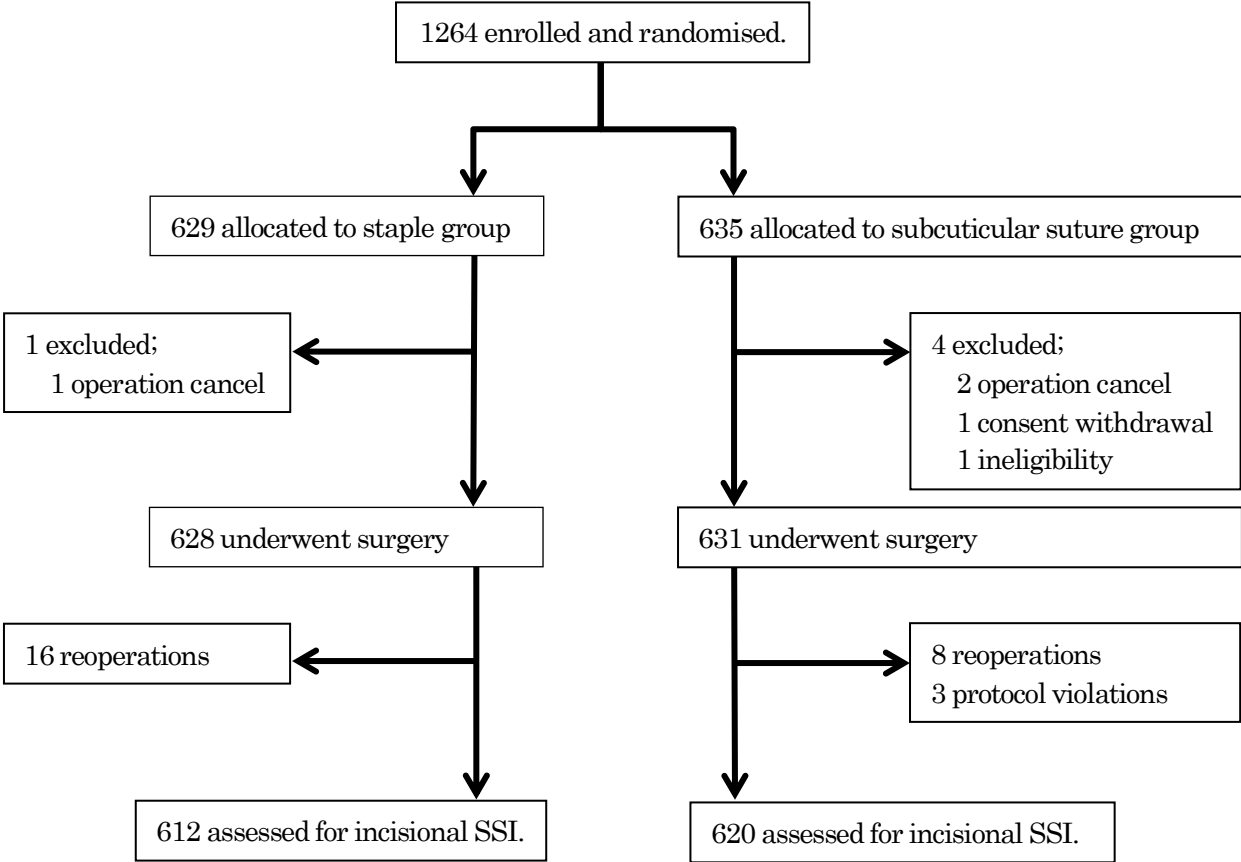 1264 enrolled and randomised.
629 allocated to staple group
635 allocated to subcuticular suture group
1 excluded;
1 operation cancel
4 excluded;
2 operation cancel
1 consent withdrawal
1 ineligibility
628 underwent surgery
631 underwent surgery
16 reoperations
8 reoperations
3 protocol violations
612 assessed for incisional SSI.
620 assessed for incisional SSI.